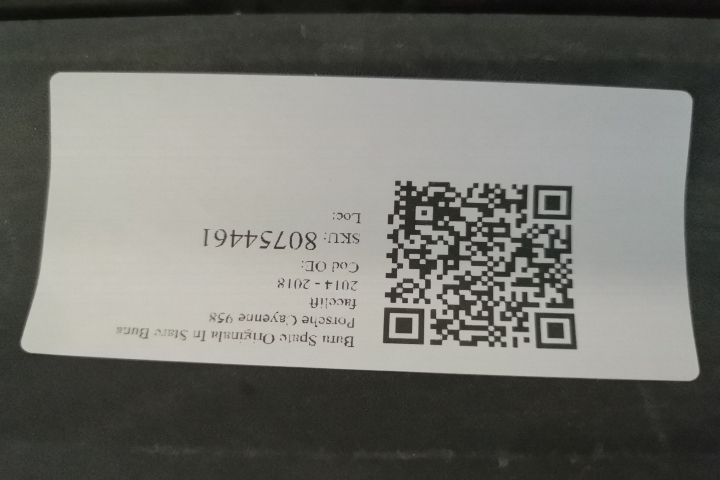 Bara Spate Originala In Stare Buna
Porsche Cayenne 958
facelift
2014 - 2018
Cod OE:
SKU: 80754461
Loc: